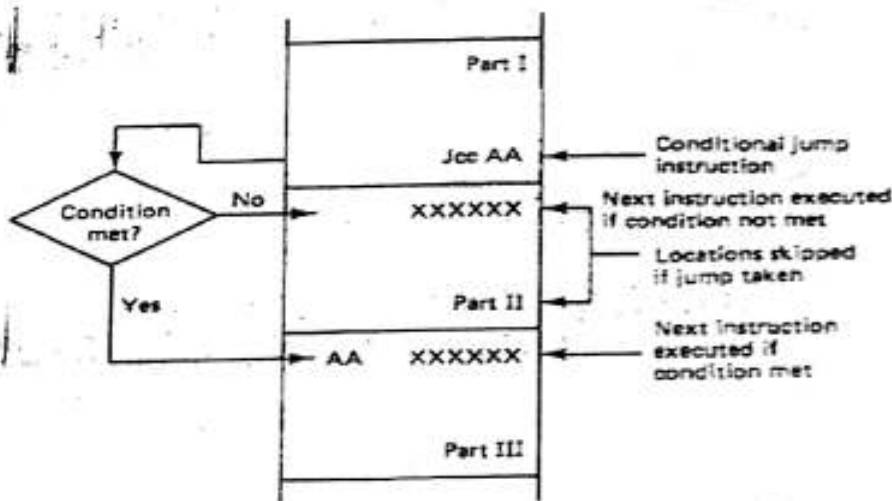 Part I
Jcc AA
Conditional jump
instruction
Condition
met?
No
XXXXXX
Next instruction executed
if condition not met
Locations skipped
if jump taken
Yes
Part II
AA XXXXXX
Next instruction
executed if
condition met
Part III